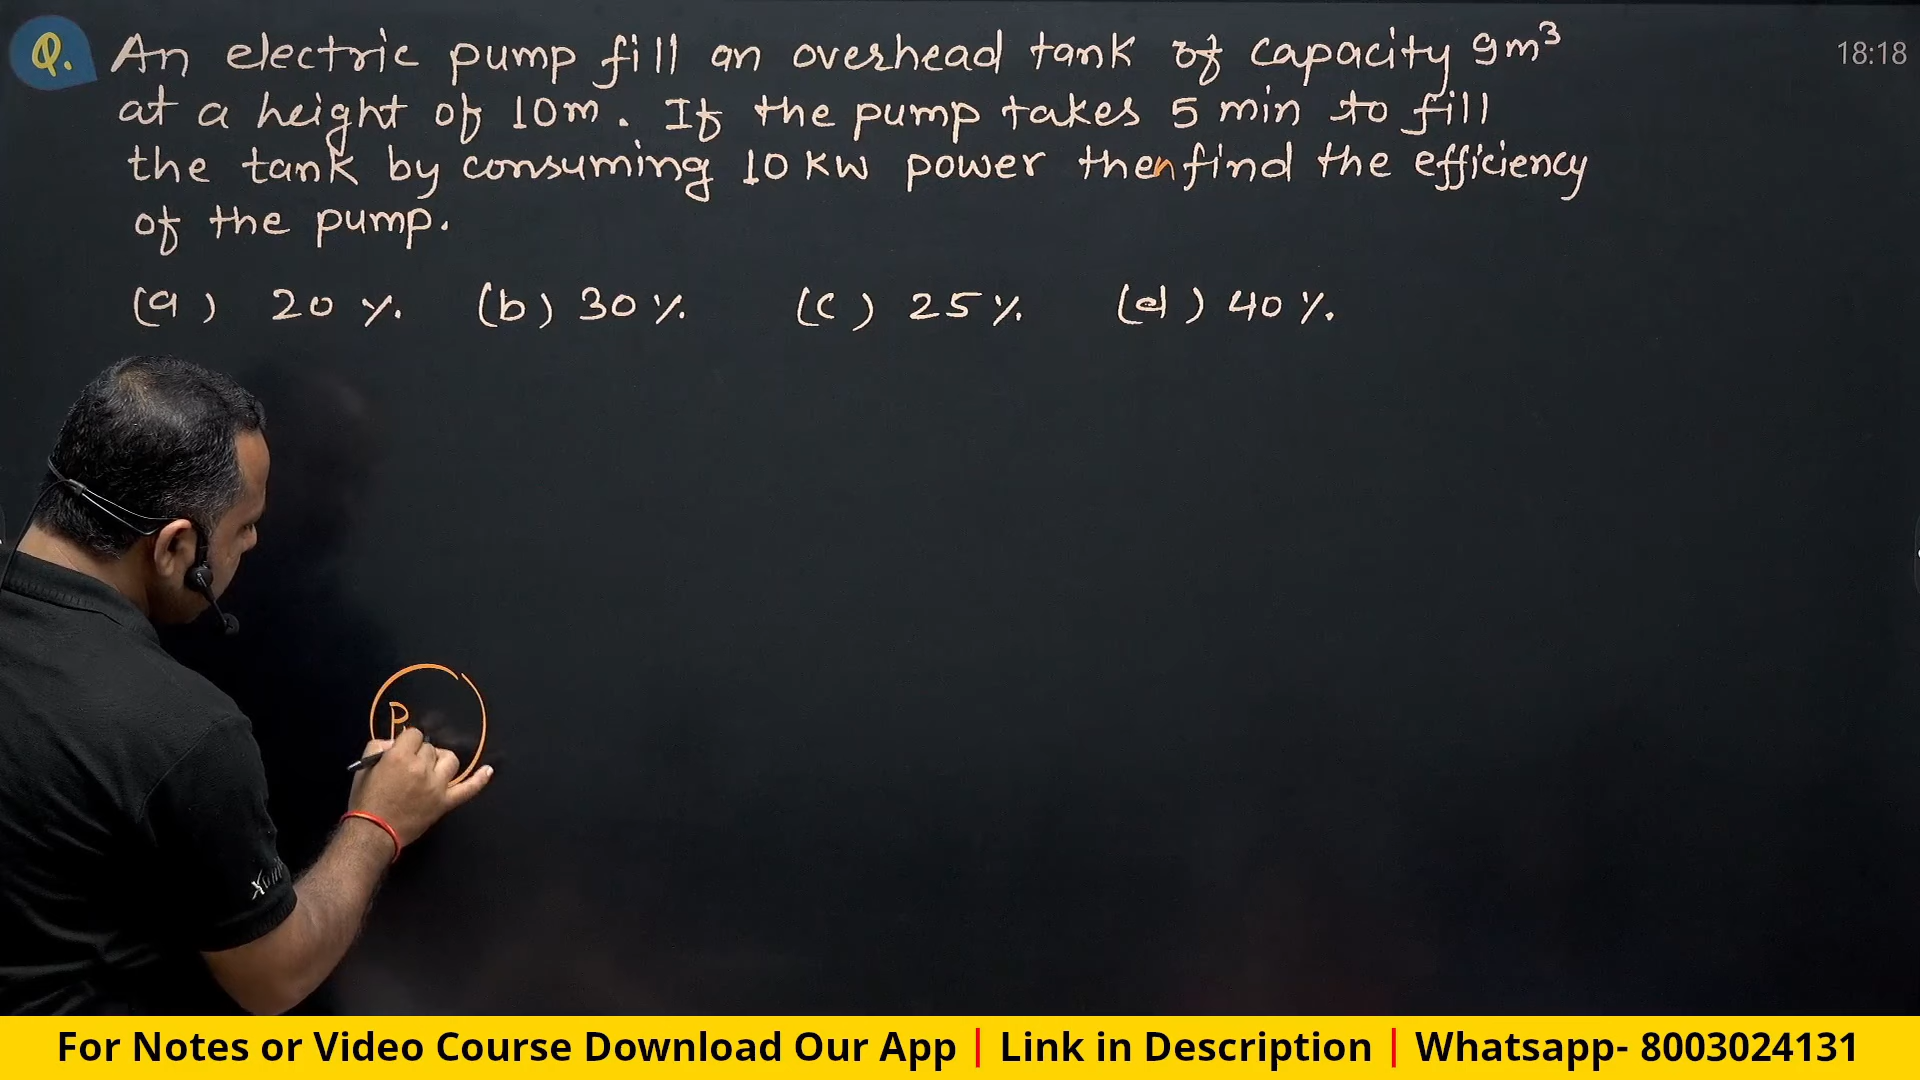 Q. An electric pump fill an overhead tank of capacity 9m³
18:18
at a height of 10m. If the pump takes 5 min to fill
the tank by consuming 10 KW power then find the efficiency
of the pump.
(a) 20 %. (b) 30 %. (c) 25 %. (d) 40 %.
For Notes or Video Course Download Our App | Link in Description | Whatsapp- 8003024131